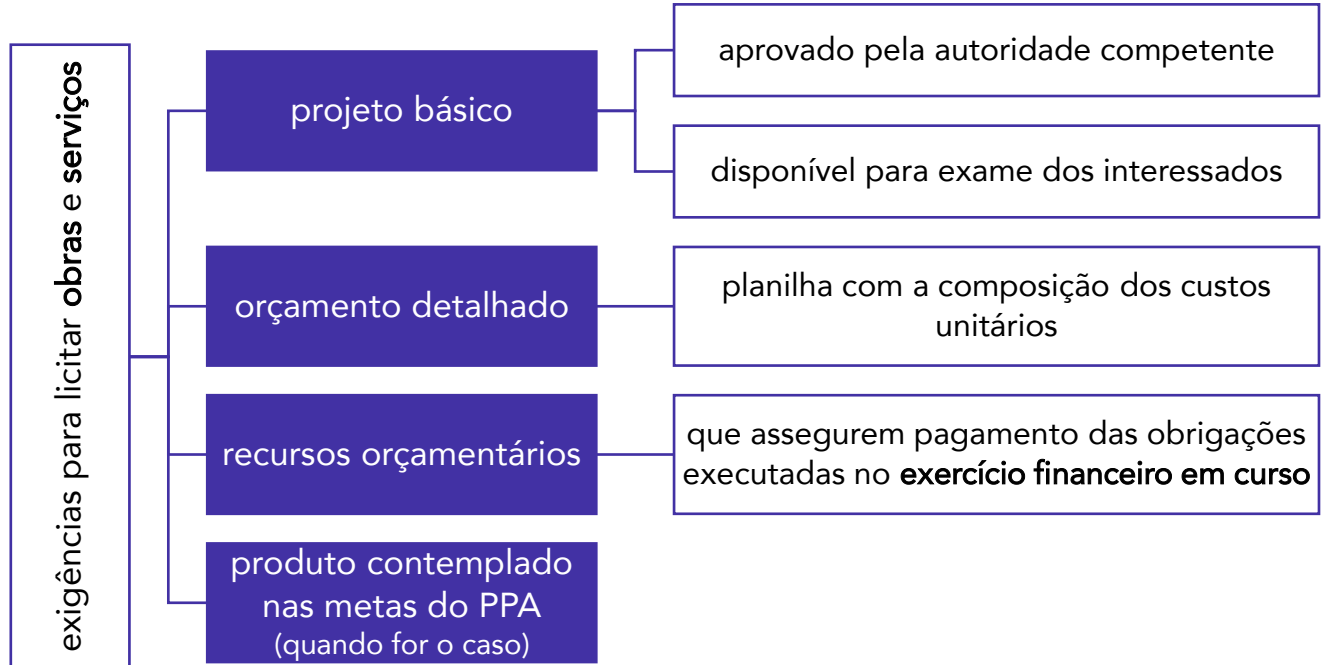 exigências para licitar obras e serviços
projeto básico
aprovado pela autoridade competente
disponível para exame dos interessados
orçamento detalhado
planilha com a composição dos custos
unitários
recursos orçamentários
que assegurem pagamento das obrigações
executadas no exercício financeiro em curso
produto contemplado
nas metas do PPA
(quando for o caso)